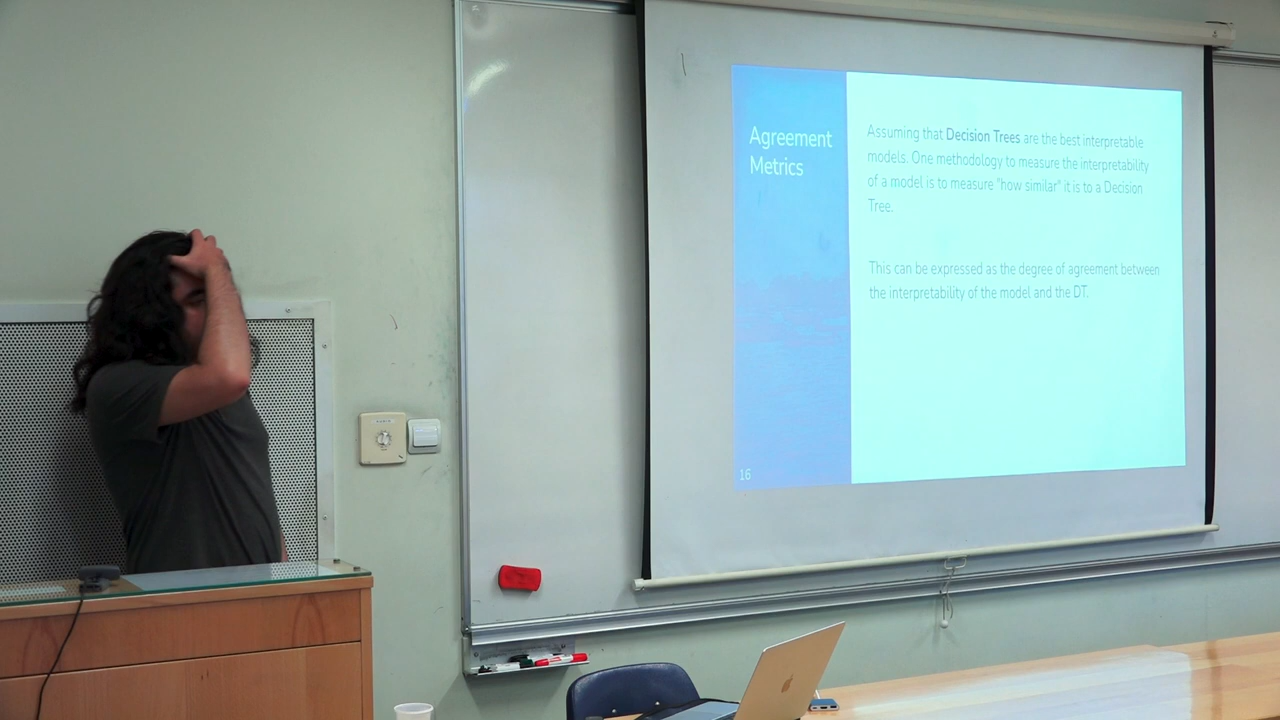 Agreement
Metrics
Assuming that Decision Trees are the best interpretable
models. One methodology to measure the interpretability
of a model is to measure "how similar" it is to a Decision
Tree.
This can be expressed as the degree of agreement between
the interpretability of the model and the DT.
16